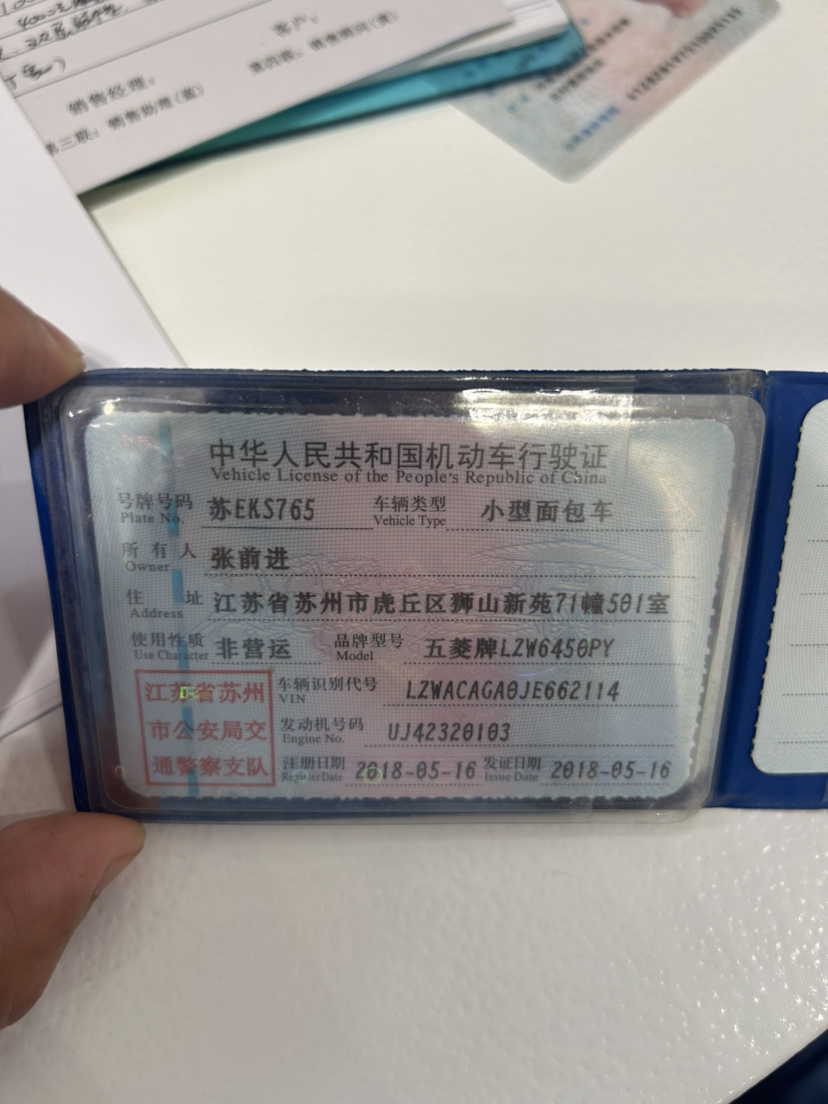 销售经理：
客户：
第三联：销售助理(蓝)
第四联：销售顾问(黄)
中华人民共和国机动车行驶证
Vehicle License of the People's Republic of China
号牌号码 苏EKS765 车辆类型 小型面包车
Plate No. Vehicle Type
所有人 张前进
Owner
住址 江苏省苏州市虎丘区狮山新苑71幢501室
Address
使用性质 非营运 品牌型号 五菱牌LZW6450PY
Use Character Model
江苏省苏州 车辆识别代号 LZWACAGA0JE662114
VIN
市公安局交 发动机号码 UJ42320103
Engine No.
通警察支队 注册日期 2018-05-16 发证日期 2018-05-16
Register Date Issue Date